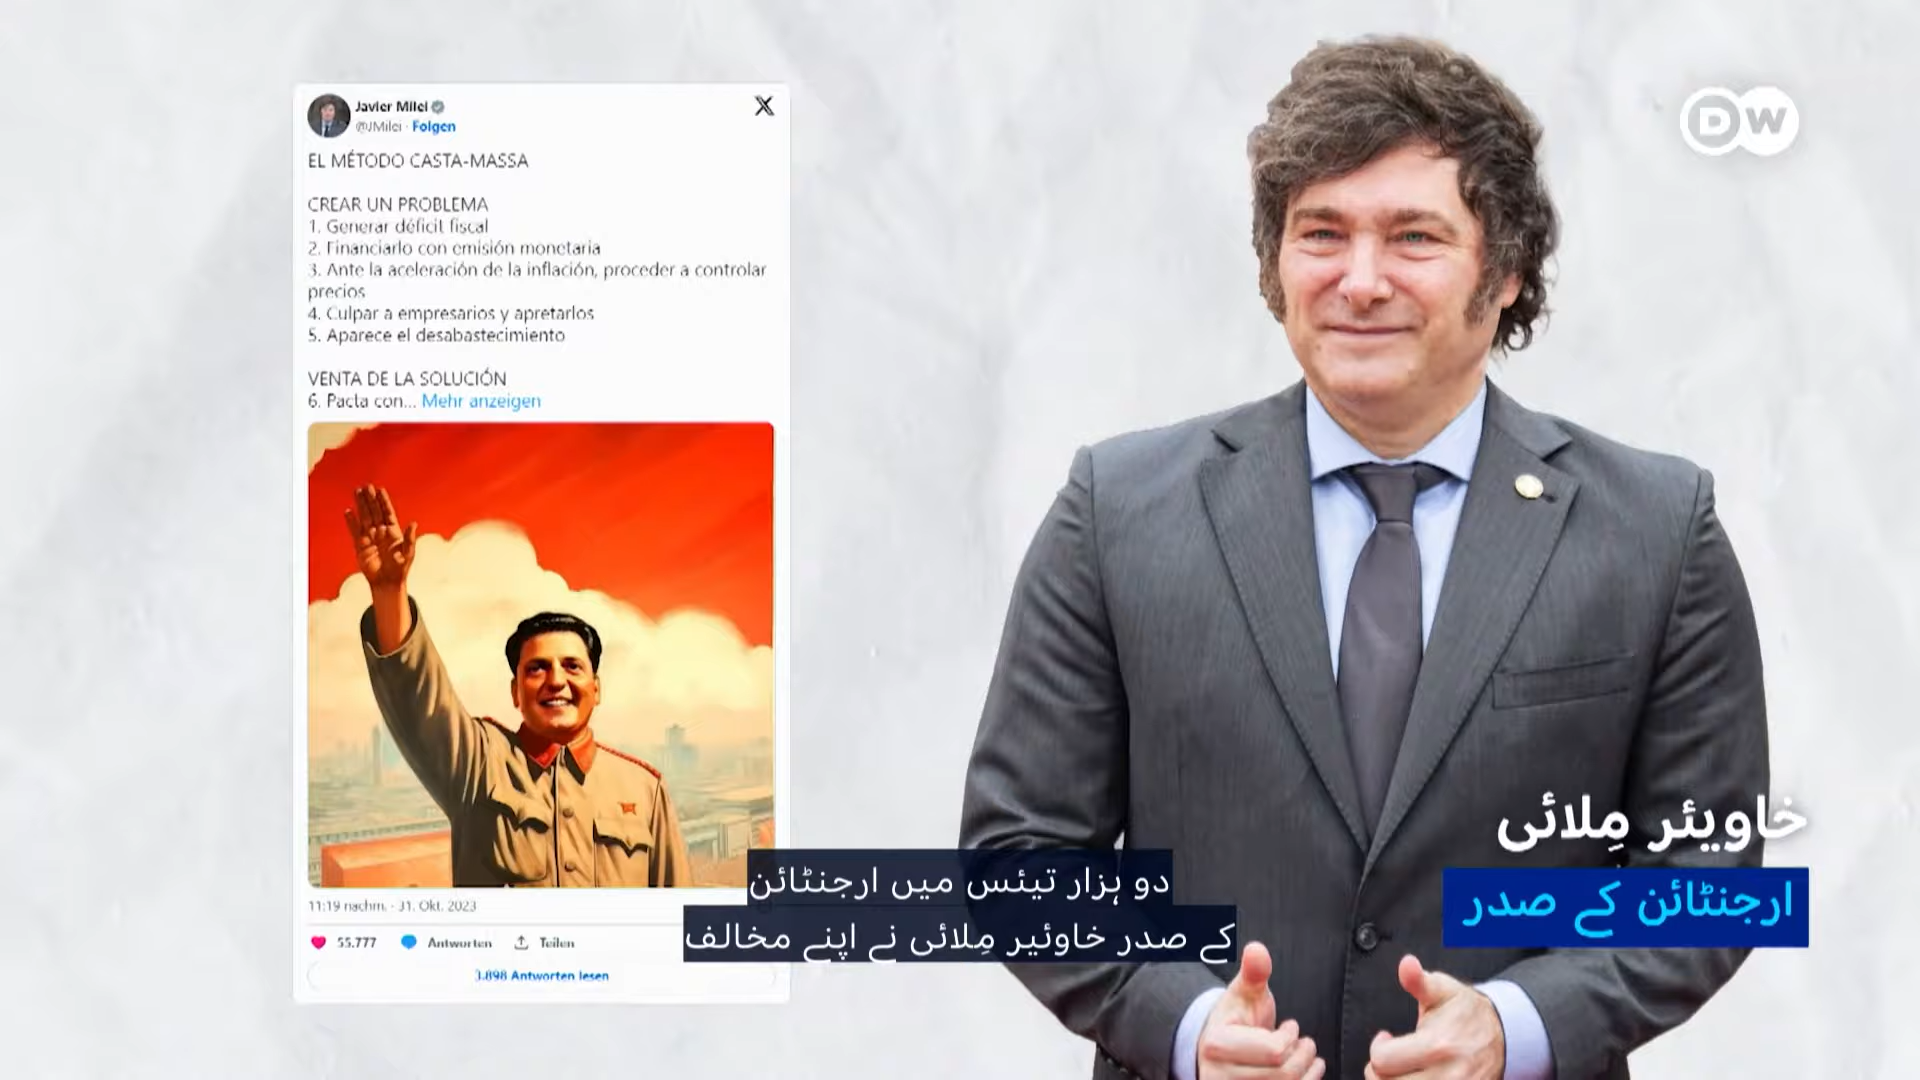 Javier Milei
@JMilei · Folgen
X
EL MÉTODO CASTA-MASSA
CREAR UN PROBLEMA
1. Generar déficit fiscal
2. Financiarlo con emisión monetaria
3. Ante la aceleración de la inflación, proceder a controlar
precios
4. Culpar a empresarios y apretarlos
5. Aparece el desabastecimiento
VENTA DE LA SOLUCIÓN
6. Pacta con... Mehr anzeigen
11:19 nachm. · 31. Okt. 2023
55.777 Antworten Teilen
3.898 Antworten lesen
DW
خاویئر مِلائی
ارجنٹائن کے صدر
دو ہزار تیئس میں ارجنٹائن
کے صدر خاوئیر مِلائی نے اپنے مخالف